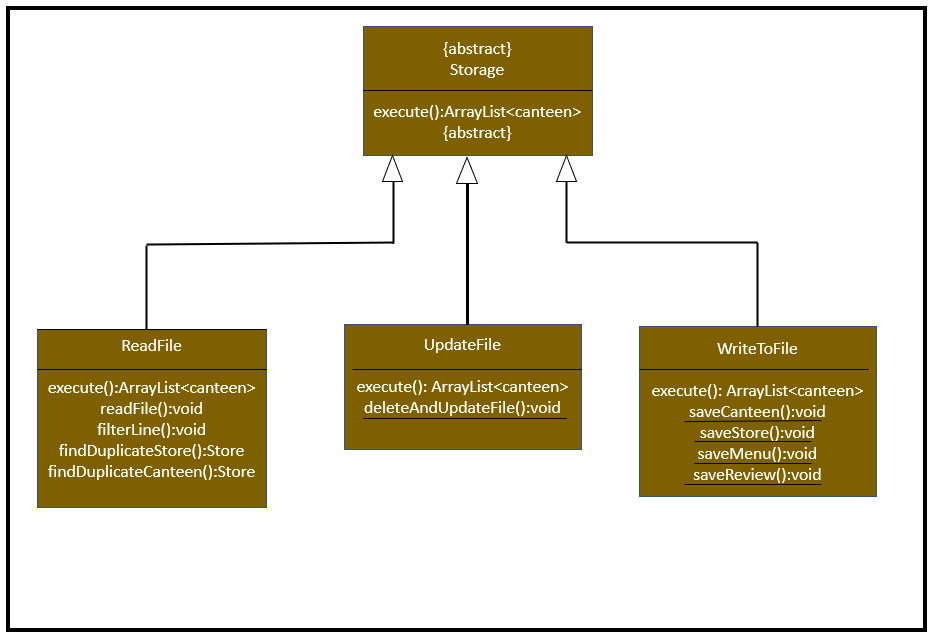 {abstract}
Storage
execute():ArrayList<canteen>
{abstract}
ReadFile
execute():ArrayList<canteen>
readFile():void
filterLine():void
findDuplicateStore():Store
findDuplicateCanteen():Store
UpdateFile
execute(): ArrayList<canteen>
deleteAndUpdateFile():void
WriteToFile
execute(): ArrayList<canteen>
saveCanteen():void
saveStore():void
saveMenu():void
saveReview():void